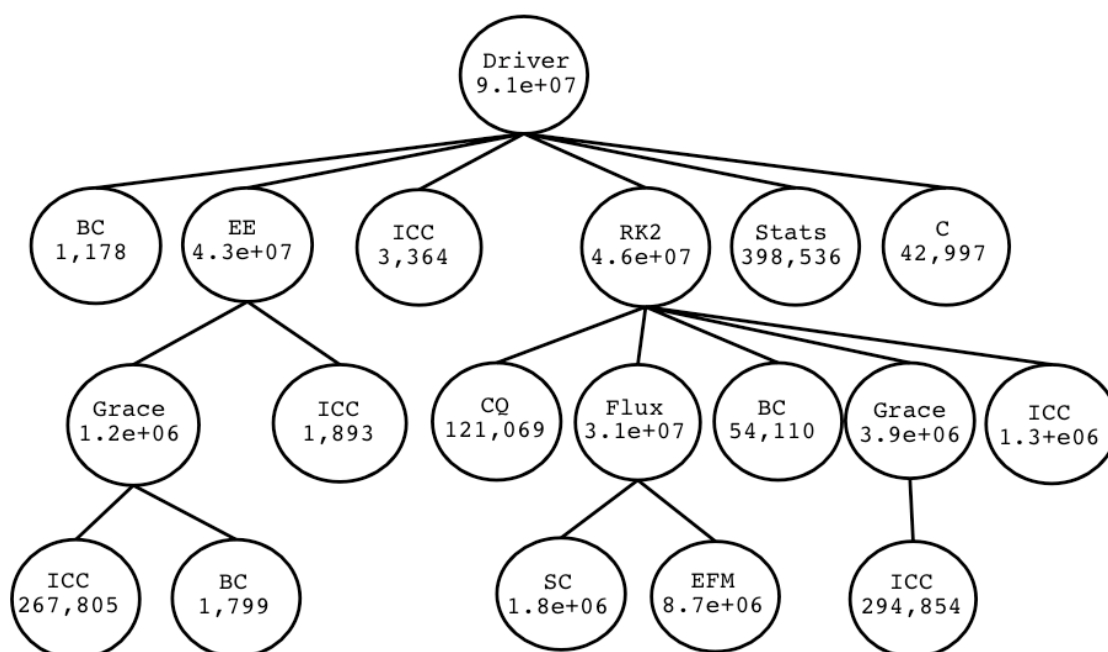 Driver
9.1e+07
BC
1,178
EE
4.3e+07
ICC
3,364
RK2
4.6e+07
Stats
398,536
C
42,997
Grace
1.2e+06
ICC
1,893
CQ
121,069
Flux
3.1e+07
BC
54,110
Grace
3.9e+06
ICC
1.3+e06
ICC
267,805
BC
1,799
SC
1.8e+06
EFM
8.7e+06
ICC
294,854